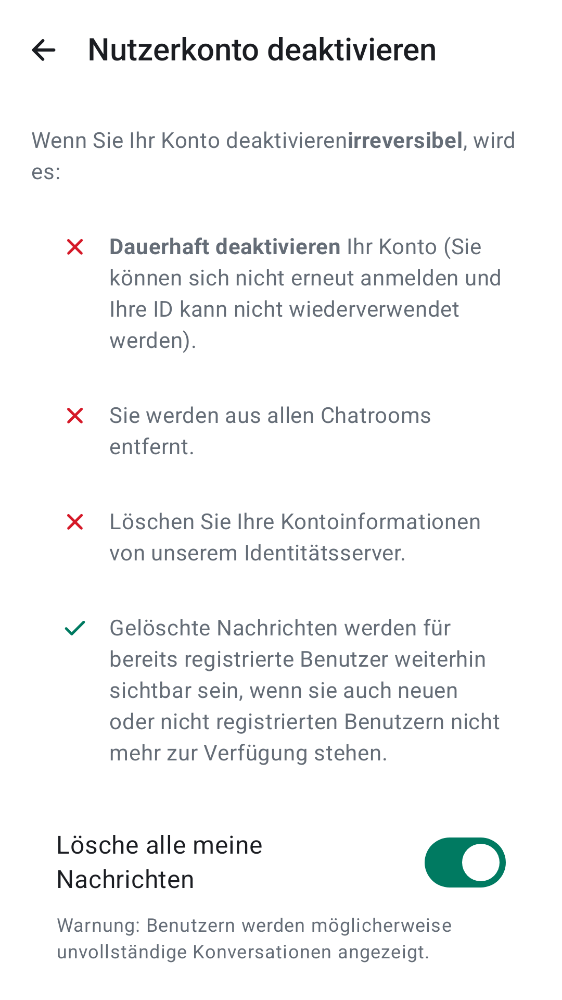 Nutzerkonto deaktivieren
Wenn Sie Ihr Konto deaktivierenirreversibel, wird
es:
Dauerhaft deaktivieren Ihr Konto (Sie
können sich nicht erneut anmelden und
Ihre ID kann nicht wiederverwendet
werden).
Sie werden aus allen Chatrooms
entfernt.
Löschen Sie Ihre Kontoinformationen
von unserem Identitätsserver.
Gelöschte Nachrichten werden für
bereits registrierte Benutzer weiterhin
sichtbar sein, wenn sie auch neuen
oder nicht registrierten Benutzern nicht
mehr zur Verfügung stehen.
Lösche alle meine
Nachrichten
Warnung: Benutzern werden möglicherweise
unvollständige Konversationen angezeigt.